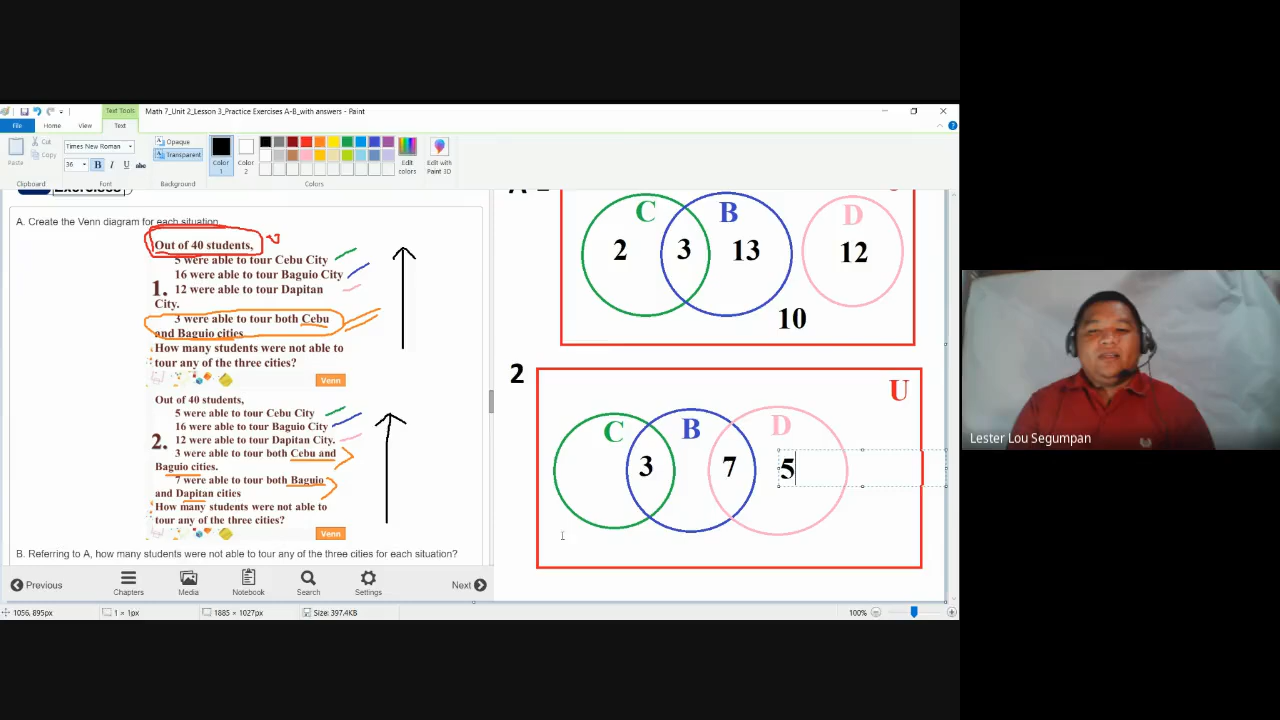 Text Tools
Math 7_Unit 2_Lesson 3_Practice Exercises A-B_with answers - Paint
File
Home
View
Text
Paste
Cut
Copy
Clipboard
Times New Roman
36
B I U abc
Font
Opaque
Transparent
Background
Color 1
Color 2
Colors
Edit colors
Edit with Paint 3D
A. Create the Venn diagram for each situation.
Out of 40 students,
5 were able to tour Cebu City
16 were able to tour Baguio City
1. 12 were able to tour Dapitan
City.
3 were able to tour both Cebu
and Baguio cities
How many students were not able to
tour any of the three cities?
Venn
Out of 40 students,
5 were able to tour Cebu City
16 were able to tour Baguio City
2. 12 were able to tour Dapitan City.
3 were able to tour both Cebu and
Baguio cities.
7 were able to tour both Baguio
and Dapitan cities
How many students were not able to
tour any of the three cities?
Venn
B. Referring to A, how many students were not able to tour any of the three cities for each situation?
Previous
Chapters
Media
Notebook
Search
Settings
Next
C B D
2 3 13 12
10
2
U
C B D
3 7 5
1056, 895px
1 × 1px
1885 × 1027px
Size: 397.4KB
100%
Lester Lou Segumpan